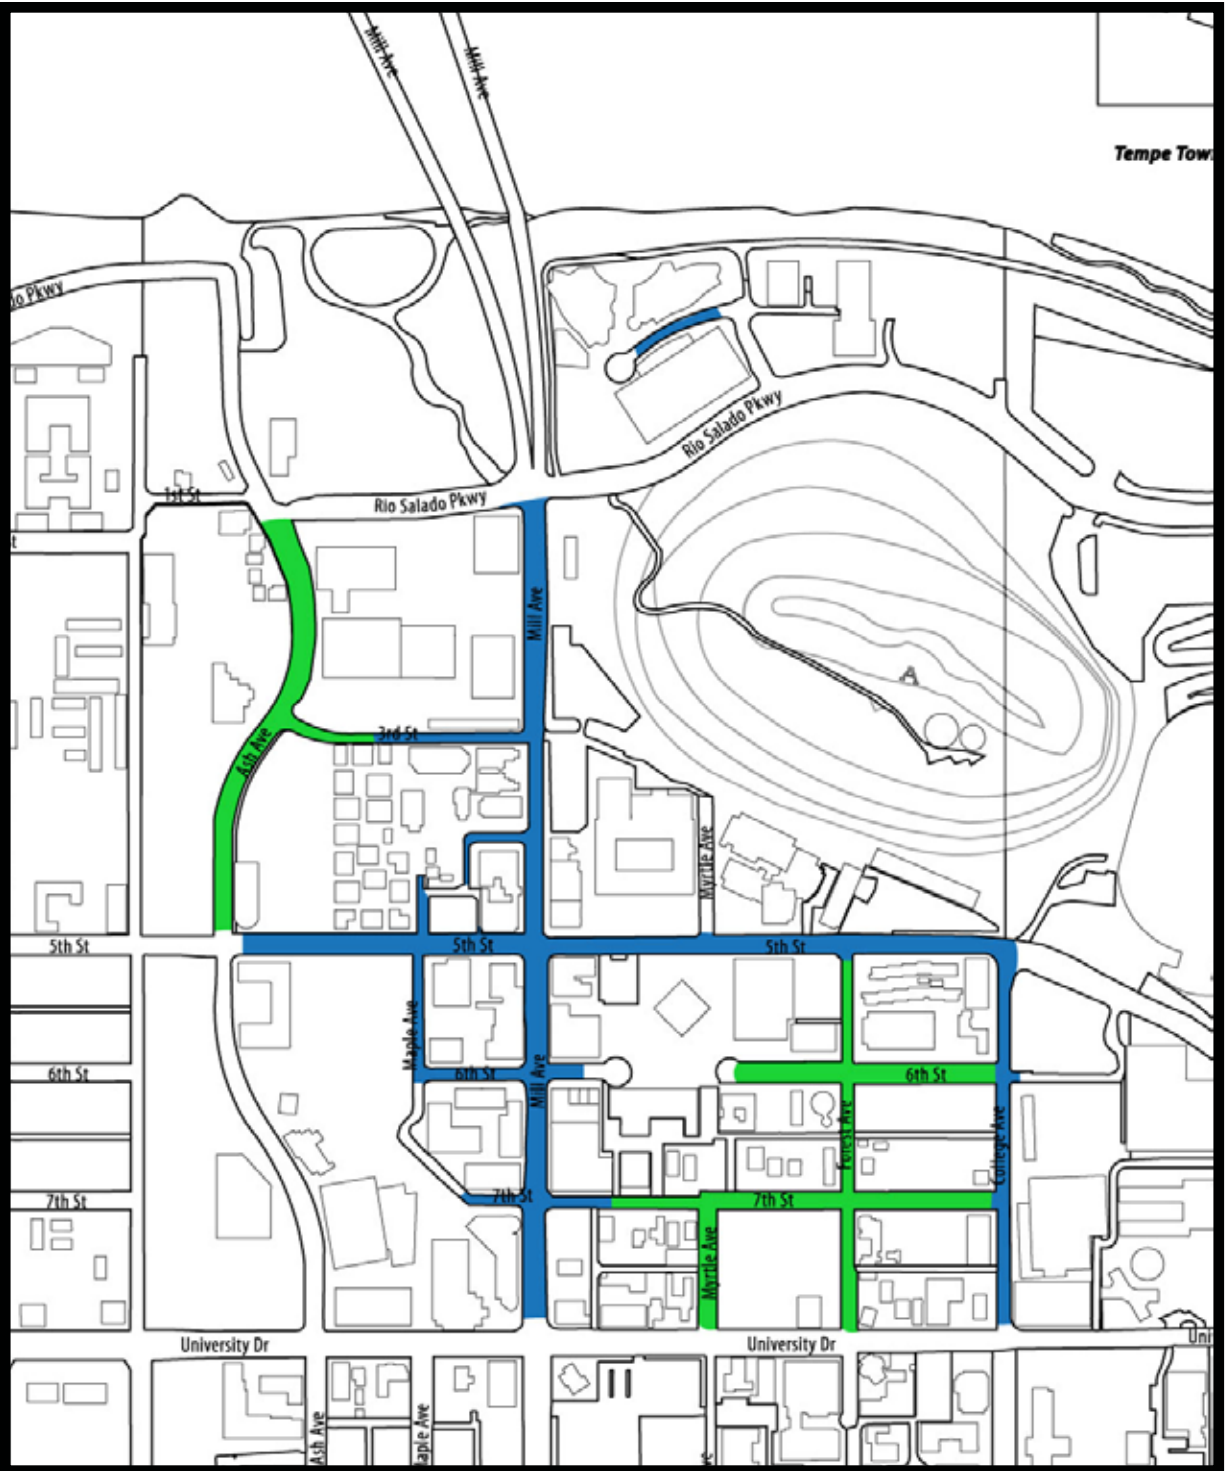 Mill Ave
Mill Ave
Tempe Tow
io Pkwy
Rio Salado Pkwy
1st St
Rio Salado Pkwy
t
Mill Ave
3rd St
Ash Ave
Myrtle Ave
5th St
5th St
5th St
Maple Ave
6th St
6th St
Mill Ave
6th St
Forest Ave
College Ave
7th St
7th St
7th St
Myrtle Ave
University Dr
University Dr
Uni
Ash Ave
aple Ave
ve